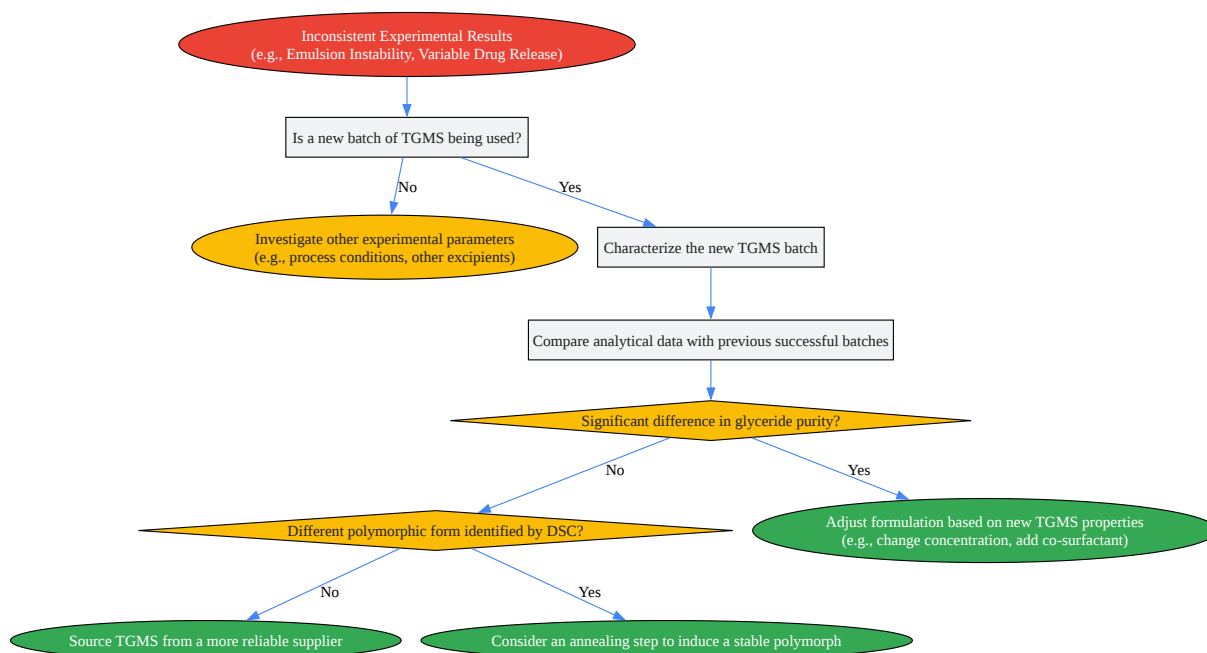 Inconsistent Experimental Results
(e.g., Emulsion Instability, Variable Drug Release)
Is a new batch of TGMS being used?
No
Yes
Investigate other experimental parameters
(e.g., process conditions, other excipients)
Characterize the new TGMS batch
Compare analytical data with previous successful batches
Significant difference in glyceride purity?
No
Yes
Different polymorphic form identified by DSC?
Adjust formulation based on new TGMS properties
(e.g., change concentration, add co-surfactant)
No
Yes
Source TGMS from a more reliable supplier
Consider an annealing step to induce a stable polymorph